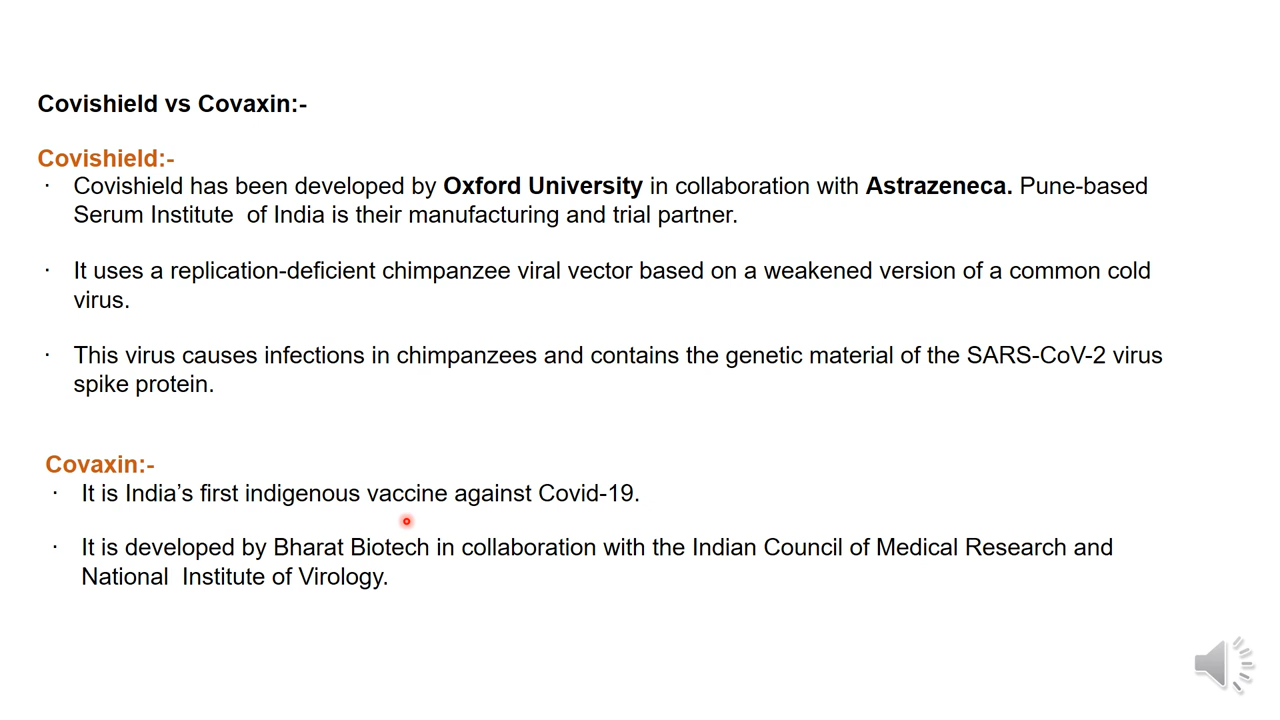 Covishield vs Covaxin:-
Covishield:-
· Covishield has been developed by Oxford University in collaboration with Astrazeneca. Pune-based
Serum Institute  of India is their manufacturing and trial partner.
· It uses a replication-deficient chimpanzee viral vector based on a weakened version of a common cold
virus.
· This virus causes infections in chimpanzees and contains the genetic material of the SARS-CoV-2 virus
spike protein.
Covaxin:-
· It is India’s first indigenous vaccine against Covid-19.
· It is developed by Bharat Biotech in collaboration with the Indian Council of Medical Research and
National  Institute of Virology.